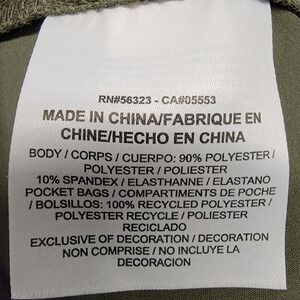 RN#56323 - CA#05553
MADE IN CHINA/FABRIQUE EN
CHINE/HECHO EN CHINA
BODY / CORPS / CUERPO: 90% POLYESTER /
POLYESTER / POLIESTER
10% SPANDEX / ELASTHANNE / ELASTANO
POCKET BAGS / COMPARTIMENTS DE POCHE
/ BOLSILLOS: 100% RECYCLED POLYESTER /
POLYESTER RECYCLE / POLIESTER
RECICLADO
EXCLUSIVE OF DECORATION / DECORATION
NON COMPRISE / NO INCLUYE LA
DECORACION